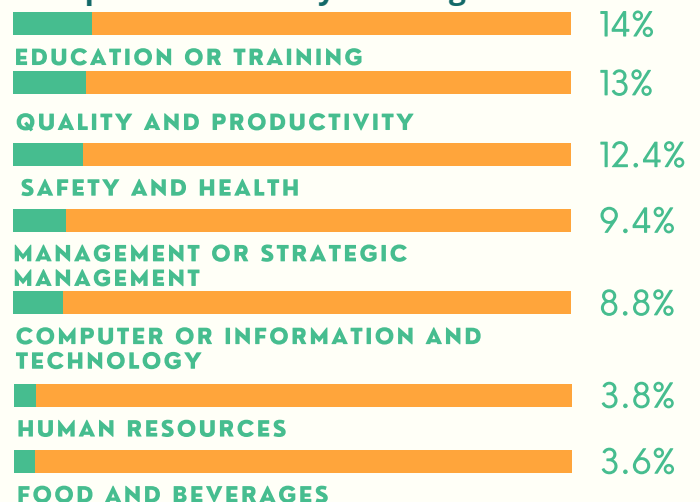 14%
EDUCATION OR TRAINING
13%
QUALITY AND PRODUCTIVITY
12.4%
SAFETY AND HEALTH
9.4%
MANAGEMENT OR STRATEGIC
MANAGEMENT
8.8%
COMPUTER OR INFORMATION AND
TECHNOLOGY
3.8%
HUMAN RESOURCES
3.6%
FOOD AND BEVERAGES